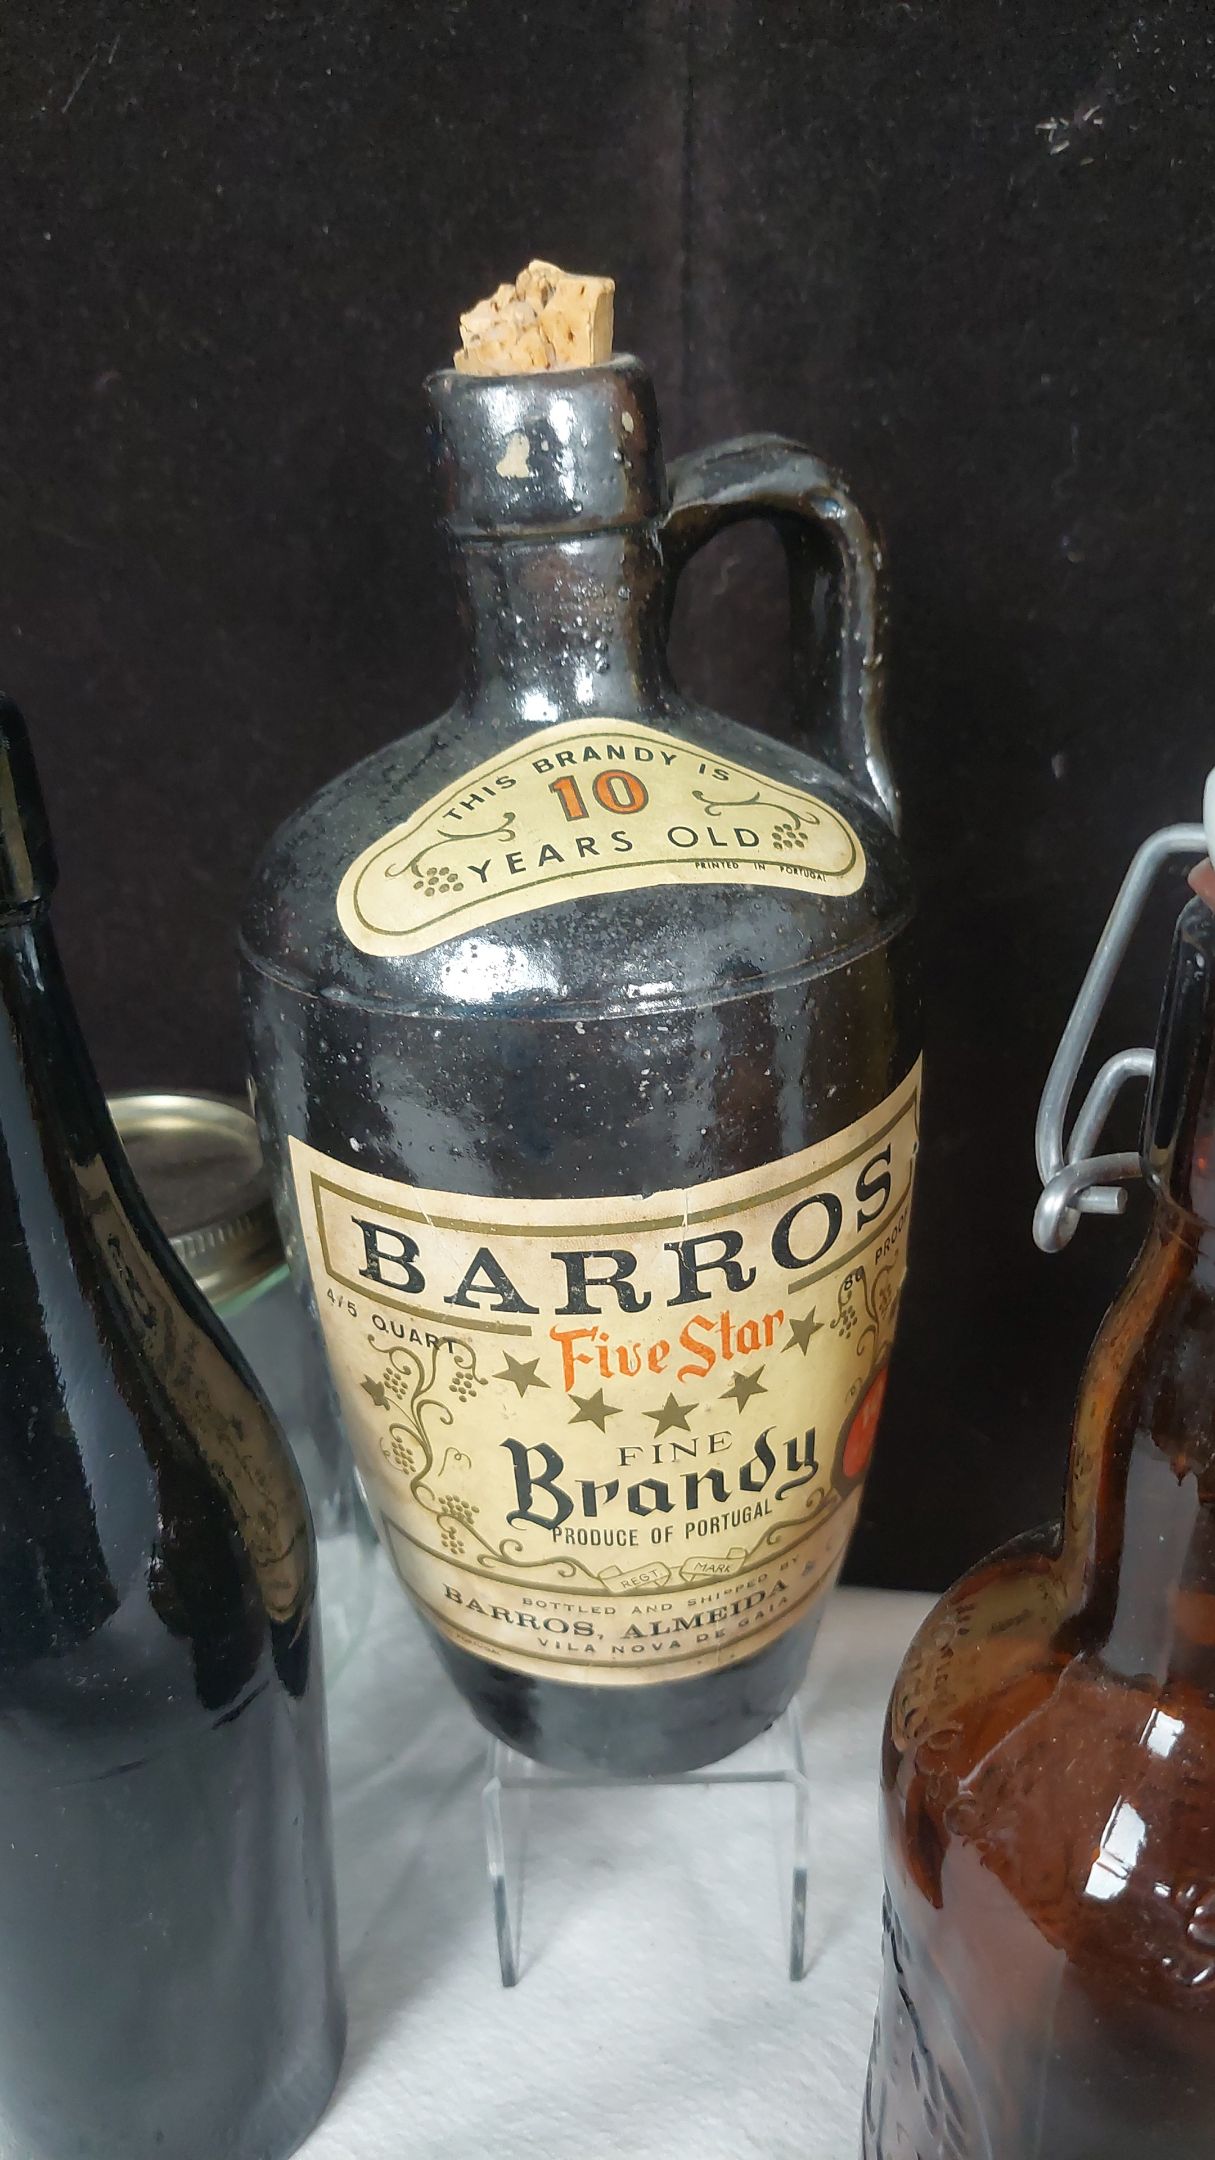 THIS BRANDY IS
10
YEARS OLD
PRINTED IN PORTUGAL
BARROS
4/5 QUART
80 PROOF
Five Star
FINE
Brandy
PRODUCE OF PORTUGAL
REGT. MARK
BOTTLED AND SHIPPED BY
BARROS, ALMEIDA &
VILA NOVA DE GAIA